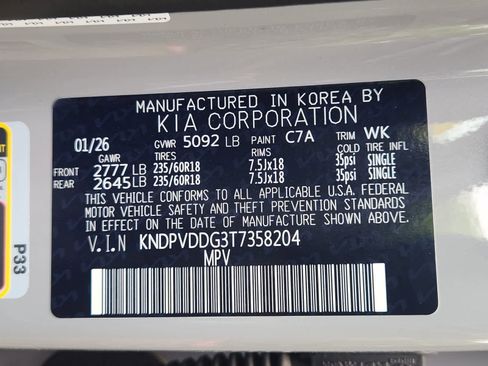 MANUFACTURED IN KOREA BY
KIA CORPORATION
01/26 GVWR 5092 LB PAINT C7A TRIM WK
TIRES RIMS COLD TIRE INFL
FRONT 2777 LB 235/60R18 7.5Jx18 35psi SINGLE
REAR 2645 LB 235/60R18 7.5Jx18 35psi SINGLE
THIS VEHICLE CONFORMS TO ALL APPLICABLE U.S.A. FEDERAL
MOTOR VEHICLE SAFETY AND THEFT PREVENTION STANDARDS
IN EFFECT ON THE DATE OF MANUFACTURE SHOWN ABOVE.
V.I.N KNDPVDDG3T7358204
MPV
P33